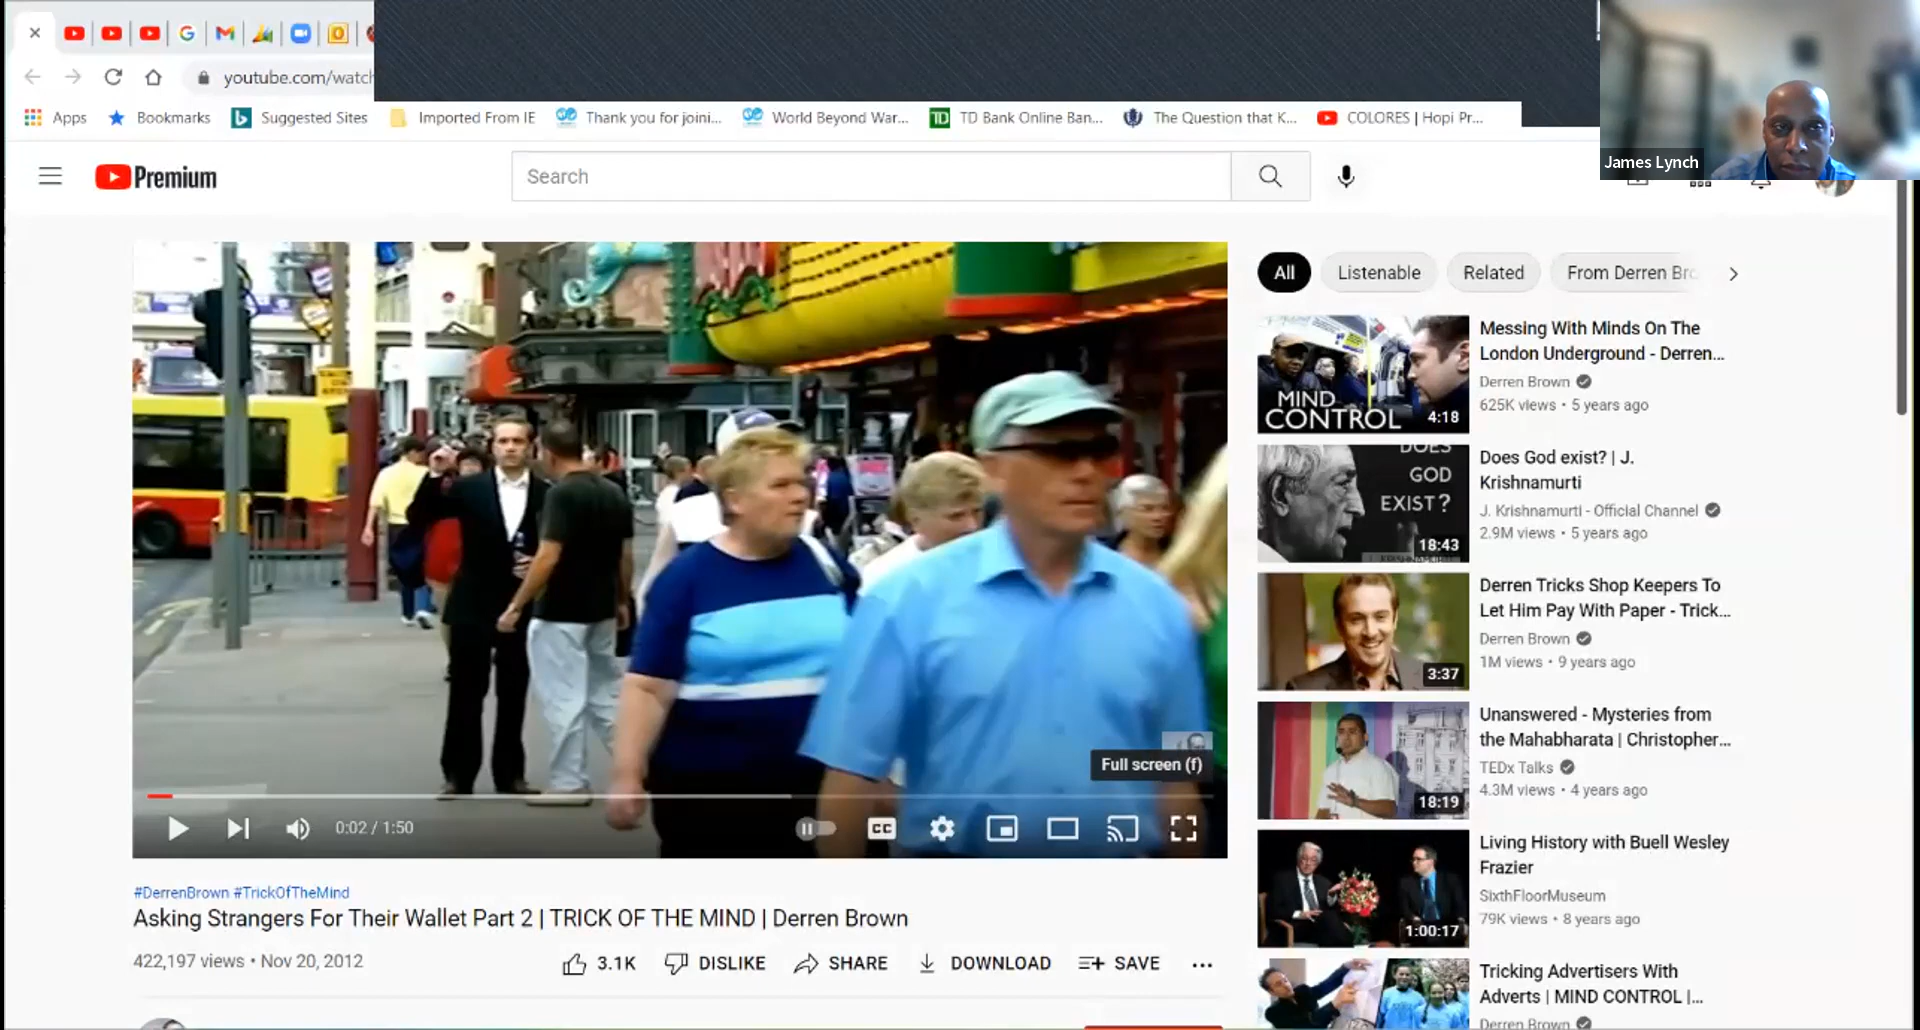 youtube.com/watch
Apps
Bookmarks
Suggested Sites
Imported From IE
Thank you for joini...
World Beyond War...
TD Bank Online Ban...
The Question that K...
COLORES | Hopi Pr...
James Lynch
Premium
Search
All
Listenable
Related
From Derren Bro
Full screen (f)
0:02 / 1:50
CC
#DerrenBrown #TrickOfTheMind
Asking Strangers For Their Wallet Part 2 | TRICK OF THE MIND | Derren Brown
422,197 views • Nov 20, 2012
3.1K
DISLIKE
SHARE
DOWNLOAD
SAVE
MIND
CONTROL
4:18
Messing With Minds On The
London Underground - Derren...
Derren Brown
625K views • 5 years ago
DOES
GOD
EXIST?
18:43
Does God exist? | J.
Krishnamurti
J. Krishnamurti - Official Channel
2.9M views • 5 years ago
3:37
Derren Tricks Shop Keepers To
Let Him Pay With Paper - Trick...
Derren Brown
1M views • 9 years ago
18:19
Unanswered - Mysteries from
the Mahabharata | Christopher...
TEDx Talks
4.3M views • 4 years ago
1:00:17
Living History with Buell Wesley
Frazier
SixthFloorMuseum
79K views • 8 years ago
Tricking Advertisers With
Adverts | MIND CONTROL |...
Derren Brown